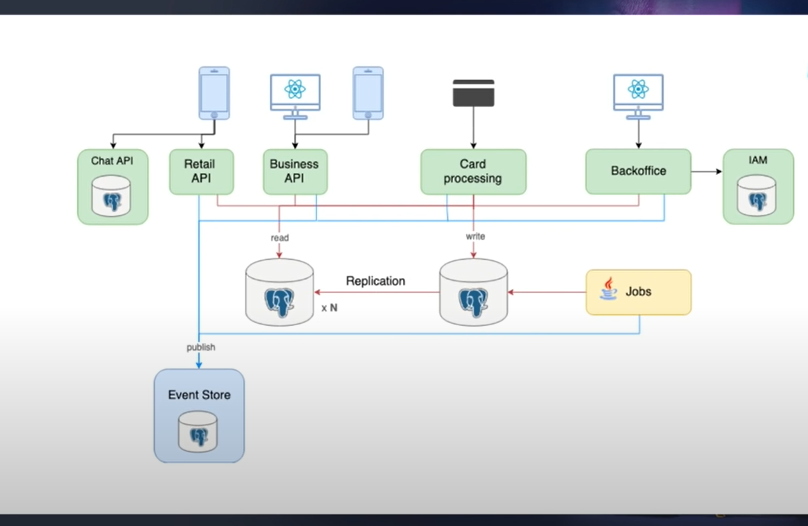 Chat API
Retail
API
Business
API
Card
processing
Backoffice
IAM
read
write
Replication
x N
Jobs
publish
Event Store